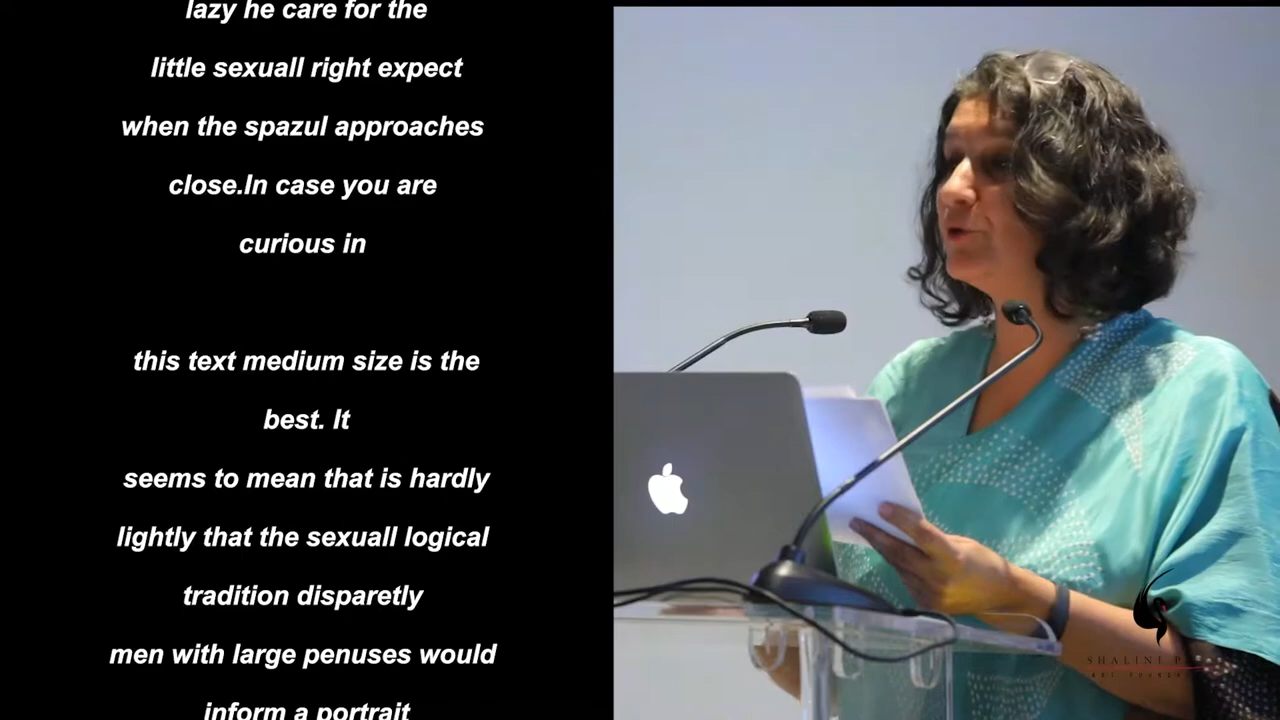 lazy he care for the
little sexuall right expect
when the spazul approaches
close.In case you are
curious in
this text medium size is the
best. It
seems to mean that is hardly
lightly that the sexuall logical
tradition disparetly
men with large penuses would
inform a portrait
SHALINI P